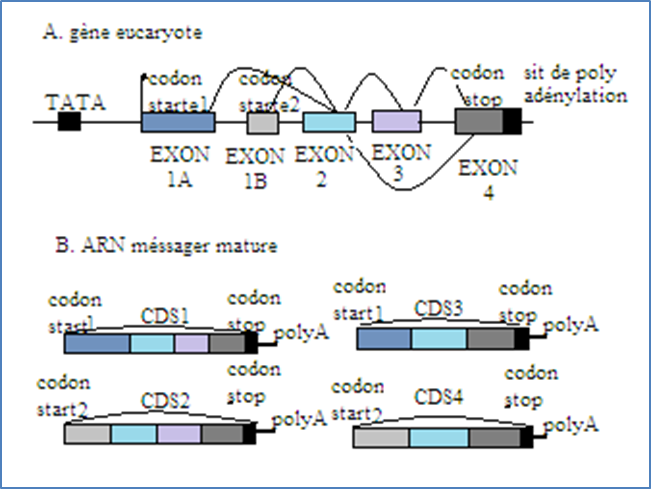 A. gène eucaryote
codon
starte1
codon
starte2
codon
stop
sit de poly
adénylation
TATA
EXON
1A
EXON
1B
EXON
2
EXON
3
EXON
4
B. ARN méssager mature
codon
start1
CDS1
codon
stop
polyA
codon
start1
CDS3
codon
stop
polyA
codon
start2
CDS2
codon
stop
polyA
codon
start2
CDS4
codon
stop
polyA